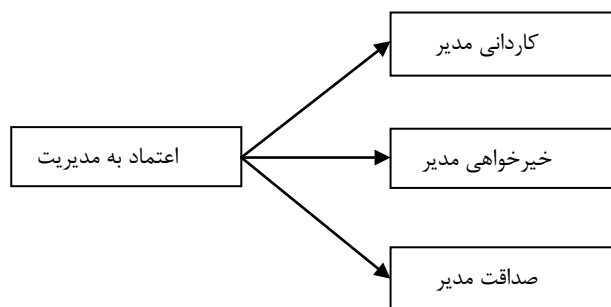 کاردانی مدیر
اعتماد به مدیریت
خیرخواهی مدیر
صداقت مدیر